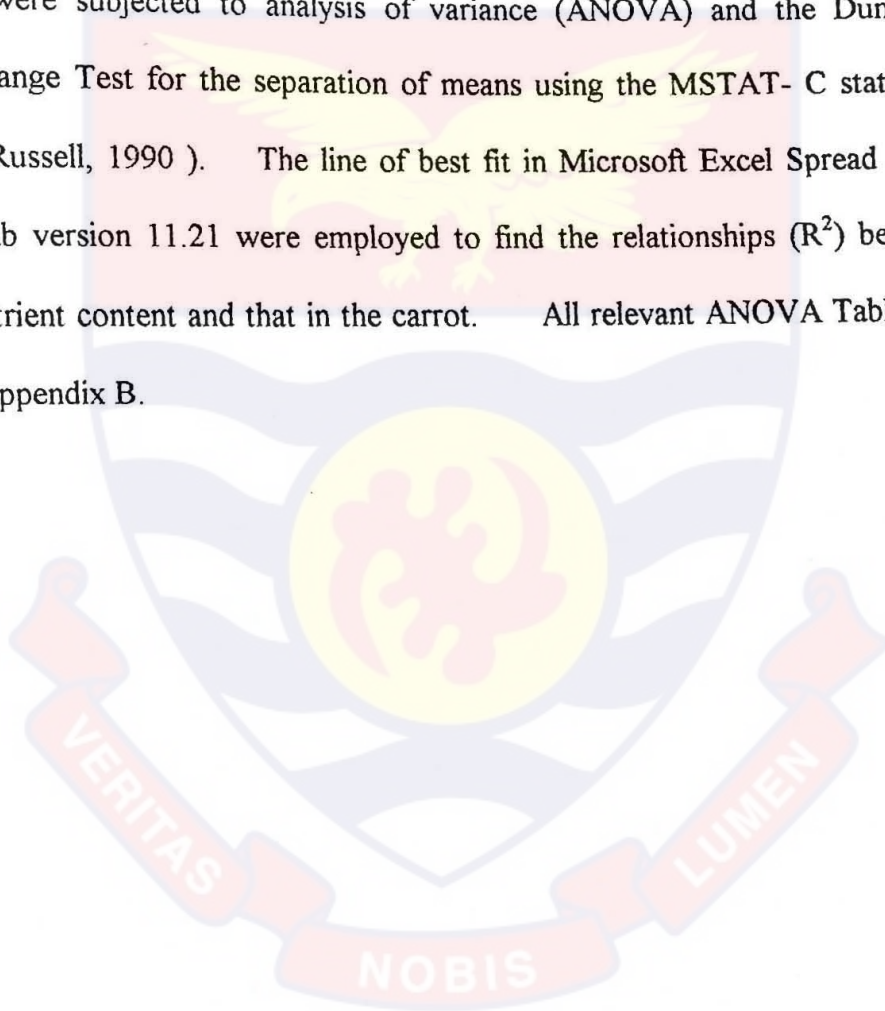 were subjected to analysis of variance (ANOVA) and the Dun
ange Test for the separation of means using the MSTAT- C stat
Russell, 1990 ). The line of best fit in Microsoft Excel Spread
b version 11.21 were employed to find the relationships (R²) be
trient content and that in the carrot. All relevant ANOVA Tab
ppendix B.
VERITAS
NOBIS
LUMEN